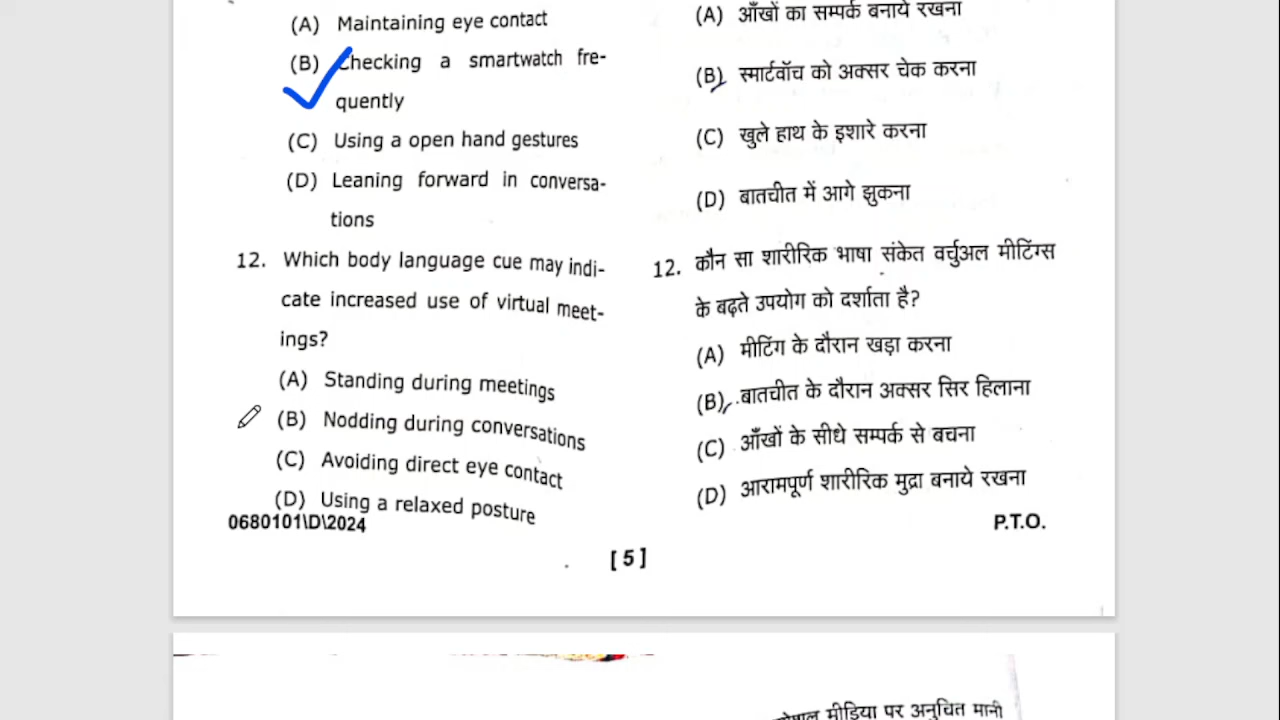 (A) Maintaining eye contact
(B) Checking a smartwatch fre-
quently
(C) Using a open hand gestures
(D) Leaning forward in conversa-
tions
12. Which body language cue may indi-
cate increased use of virtual meet-
ings?
(A) Standing during meetings
(B) Nodding during conversations
(C) Avoiding direct eye contact
(D) Using a relaxed posture
0680101\D\2024
(A) आँखों का सम्पर्क बनाये रखना
(B) स्मार्टवॉच को अक्सर चेक करना
(C) खुले हाथ के इशारे करना
(D) बातचीत में आगे झुकना
12. कौन सा शारीरिक भाषा संकेत वर्चुअल मीटिंग्स
के बढ़ते उपयोग को दर्शाता है?
(A) मीटिंग के दौरान खड़ा करना
(B) बातचीत के दौरान अक्सर सिर हिलाना
(C) आँखों के सीधे सम्पर्क से बचना
(D) आरामपूर्ण शारीरिक मुद्रा बनाये रखना
P.T.O.
[ 5 ]
मीडिया पर अनुचित मानी